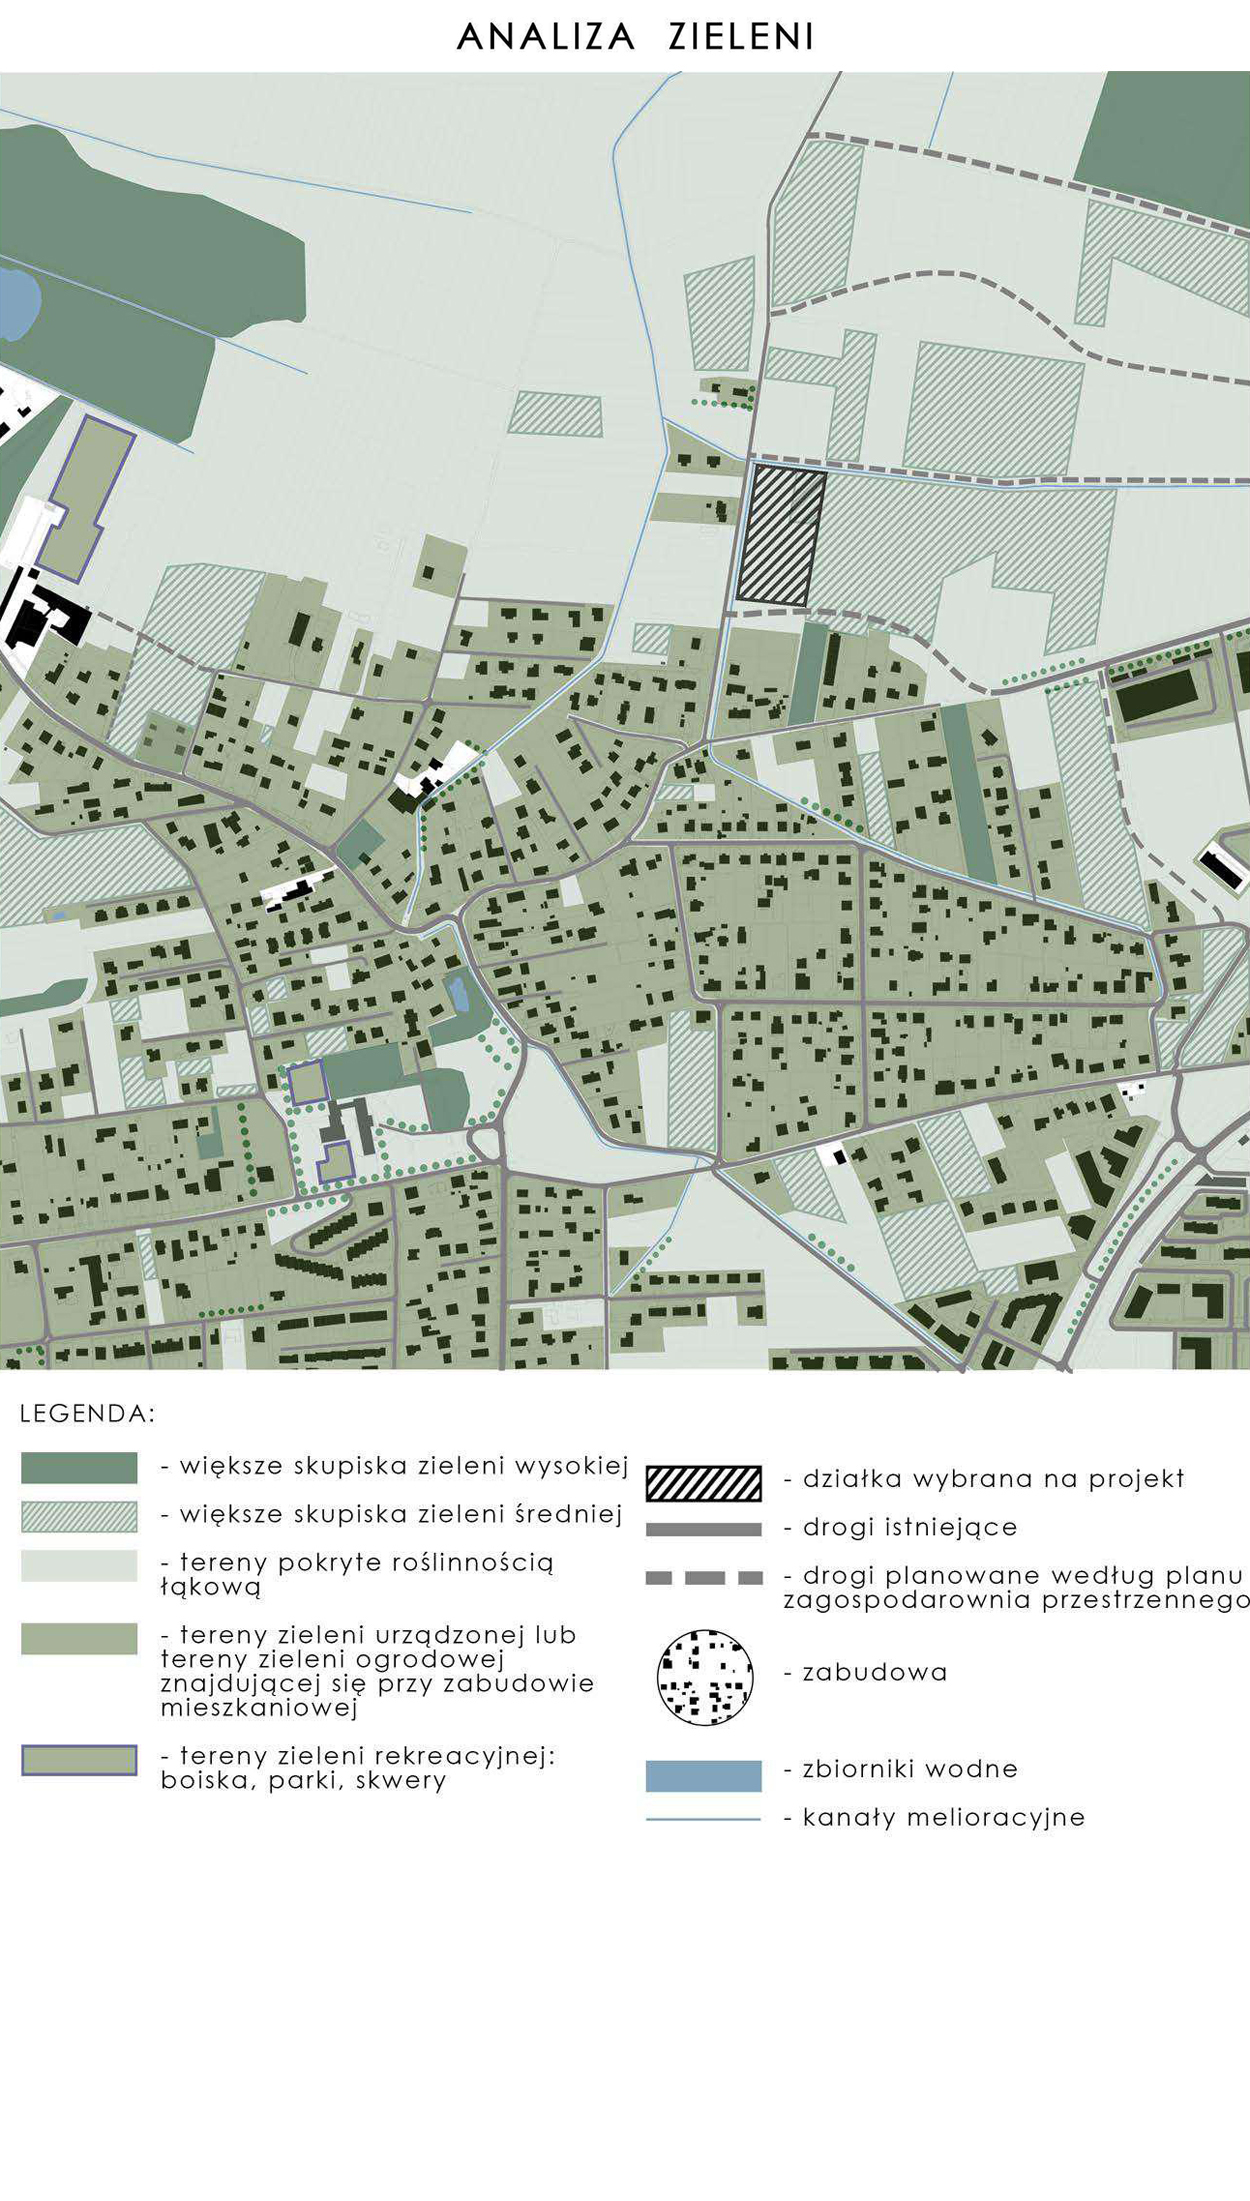 ANALIZA ZIELENI
LEGENDA:
- większe skupiska zieleni wysokiej
- większe skupiska zieleni średniej
- tereny pokryte roślinnością
łąkową
- tereny zieleni urządzonej lub
tereny zieleni ogrodowej
znajdującej się przy zabudowie
mieszkaniowej
- tereny zieleni rekreacyjnej:
boiska, parki, skwery
- działka wybrana na projekt
- drogi istniejące
- drogi planowane według planu
zagospodarownia przestrzennego
- zabudowa
- zbiorniki wodne
- kanały melioracyjne